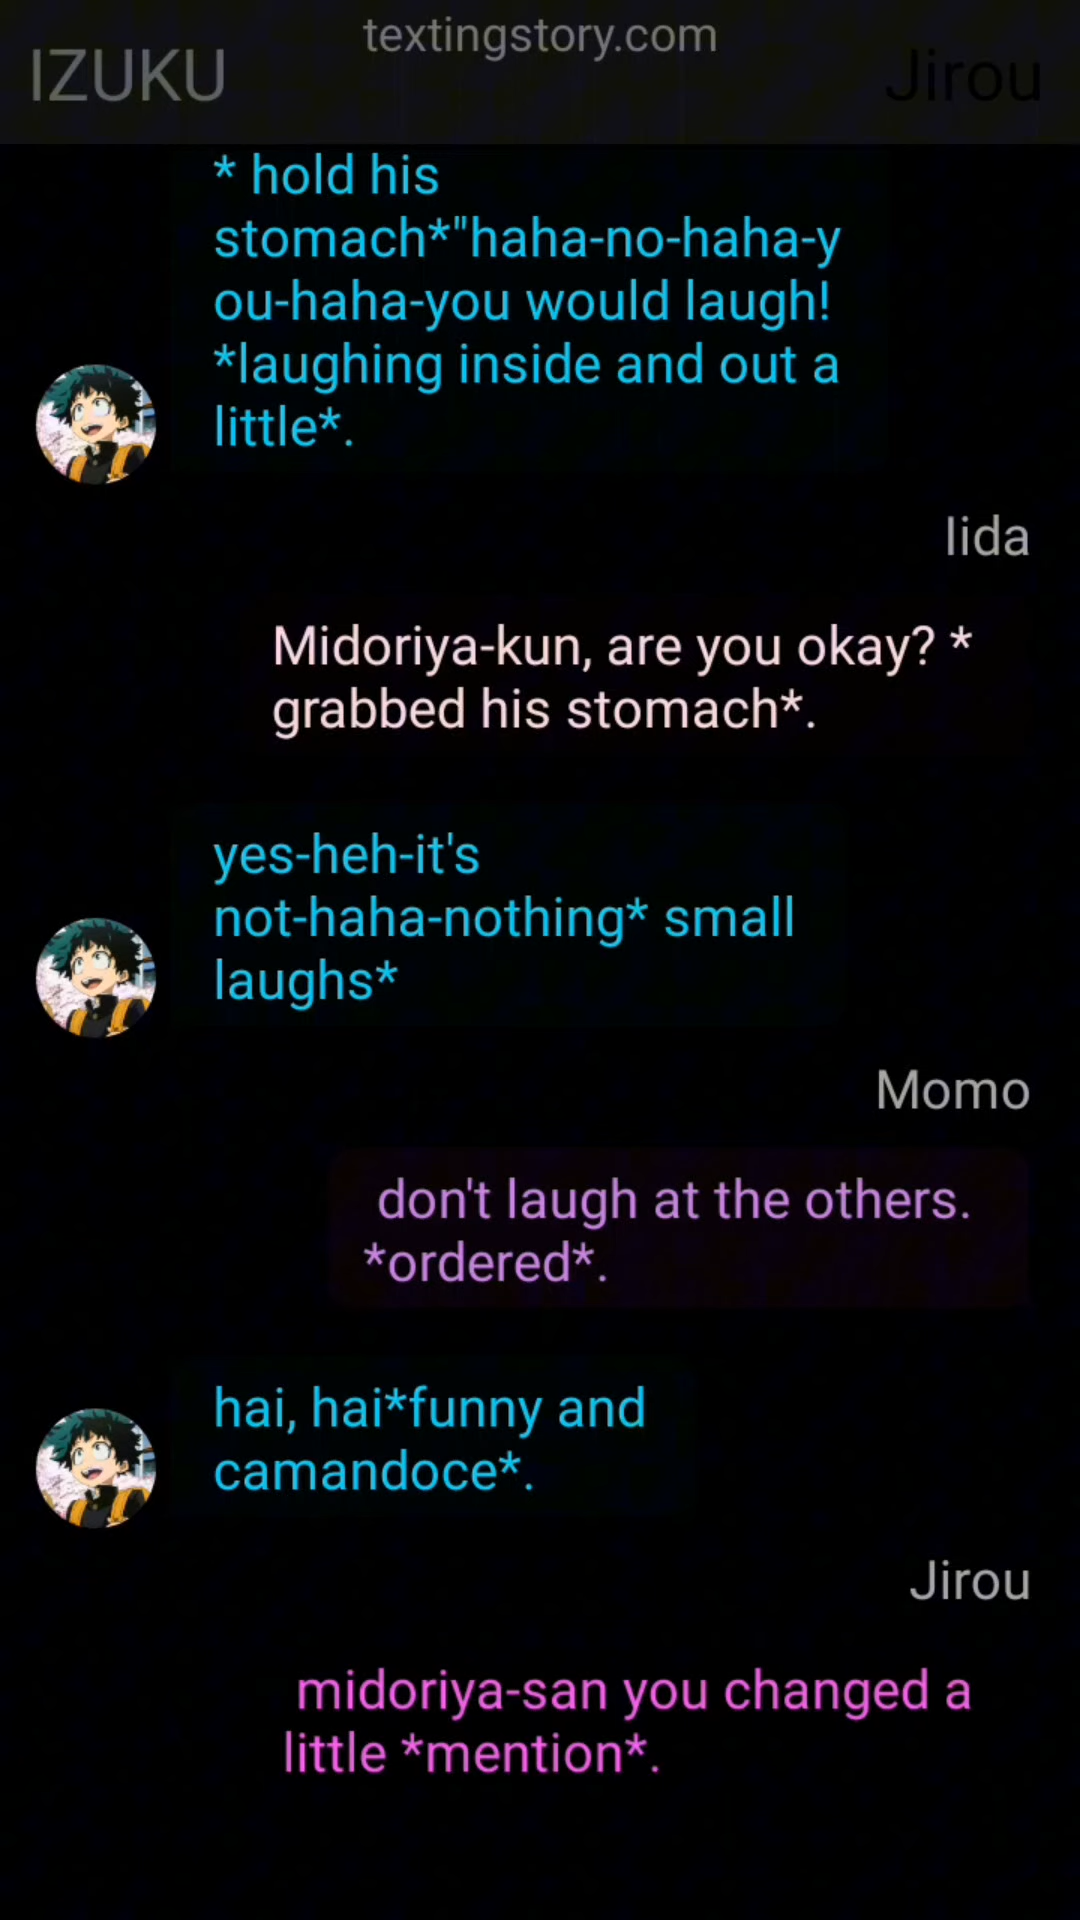 textingstory.com
IZUKU
Jirou
* hold his
stomach*"haha-no-haha-y
ou-haha-you would laugh!
*laughing inside and out a
little*.
Iida
Midoriya-kun, are you okay? *
grabbed his stomach*.
yes-heh-it's
not-haha-nothing* small
laughs*
Momo
don't laugh at the others.
*ordered*.
hai, hai*funny and
camandoce*.
Jirou
midoriya-san you changed a
little *mention*.